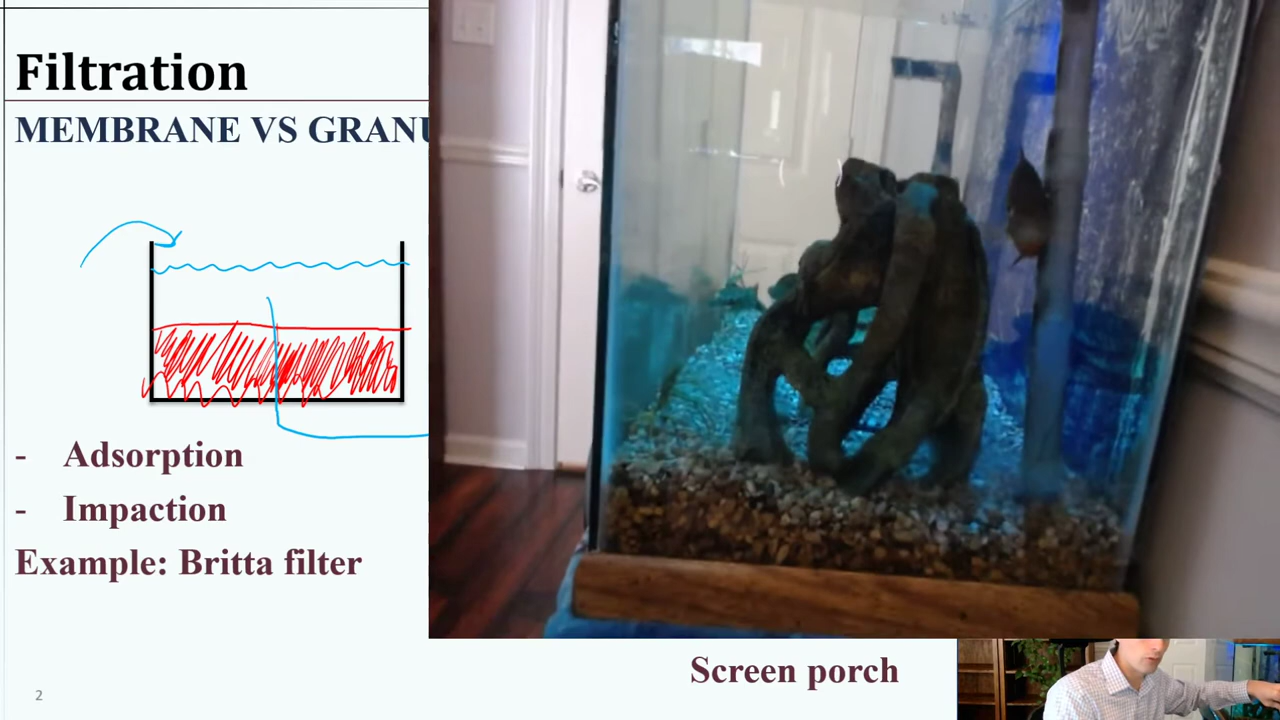 Filtration
MEMBRANE VS GRANU
- Adsorption
- Impaction
Example: Britta filter
Screen porch
2